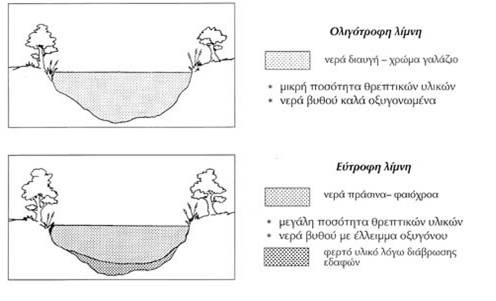 Ολιγότροφη λίμνη
νερά διαυγή – χρώμα γαλάζιο
* μικρή ποσότητα θρεπτικών υλικών
* νερά βυθού καλά οξυγονωμένα
Εύτροφη λίμνη
νερά πράσινα– φαιόχροα
* μεγάλη ποσότητα θρεπτικών υλικών
* νερά βυθού με έλλειμμα οξυγόνου
φερτό υλικό λόγω διάβρωσης
εδαφών